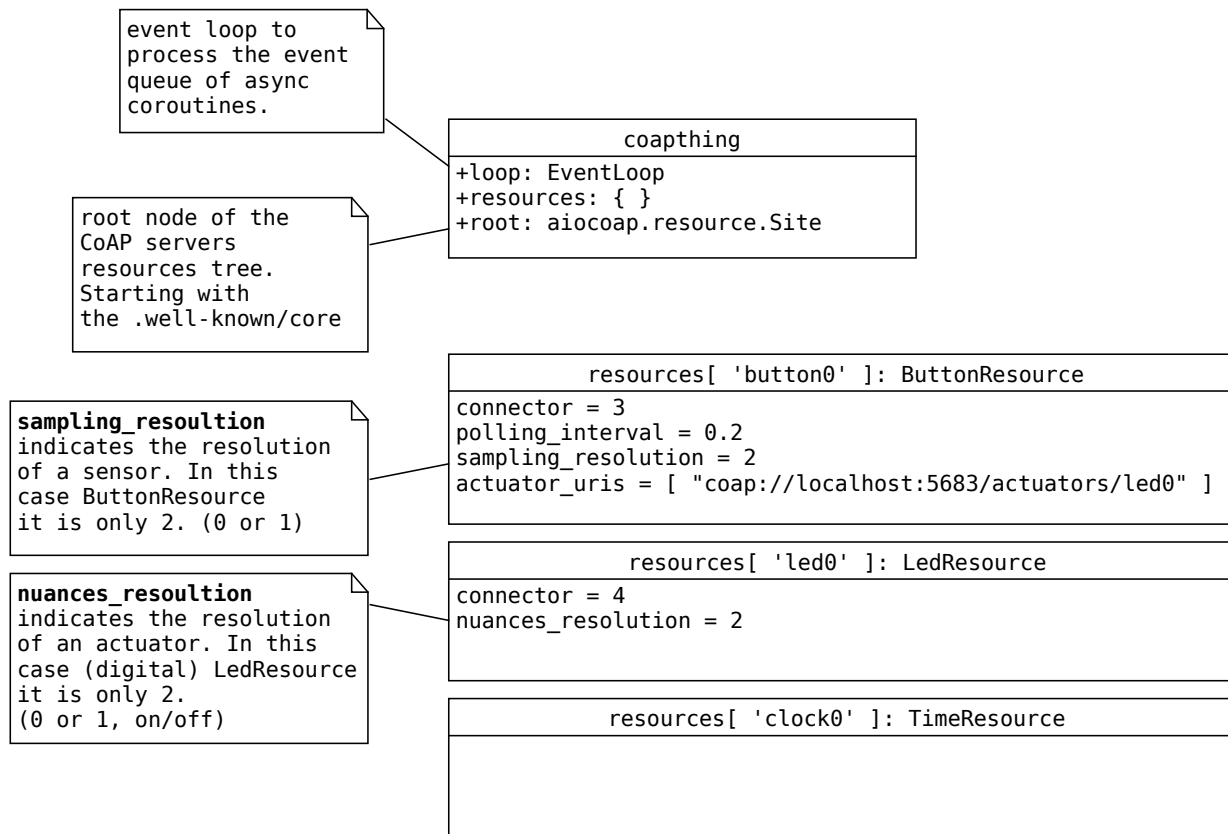 event loop to
process the event
queue of async
coroutines.
coapthing
+loop: EventLoop
+resources: { }
+root: aiocoap.resource.Site
root node of the
CoAP servers
resources tree.
Starting with
the .well-known/core
resources[ 'button0' ]: ButtonResource
connector = 3
polling_interval = 0.2
sampling_resolution = 2
actuator_uris = [ "coap://localhost:5683/actuators/led0" ]
sampling_resoultion
indicates the resolution
of a sensor. In this
case ButtonResource
it is only 2. (0 or 1)
resources[ 'led0' ]: LedResource
connector = 4
nuances_resolution = 2
nuances_resoultion
indicates the resolution
of an actuator. In this
case (digital) LedResource
it is only 2.
(0 or 1, on/off)
resources[ 'clock0' ]: TimeResource